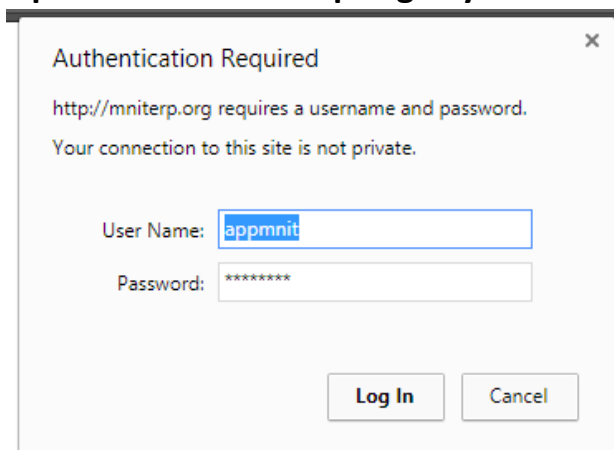 Authentication Required
http://mniterp.org requires a username and password.
Your connection to this site is not private.
User Name: appmnit
Password: ********
Log In Cancel